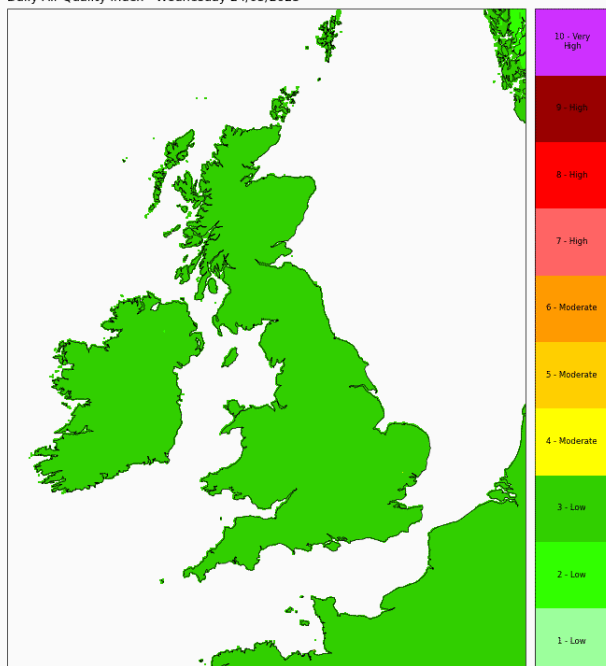 10 - Very
High
9 - High
8 - High
7 - High
6 - Moderate
5 - Moderate
4 - Moderate
3 - Low
2 - Low
1 - Low